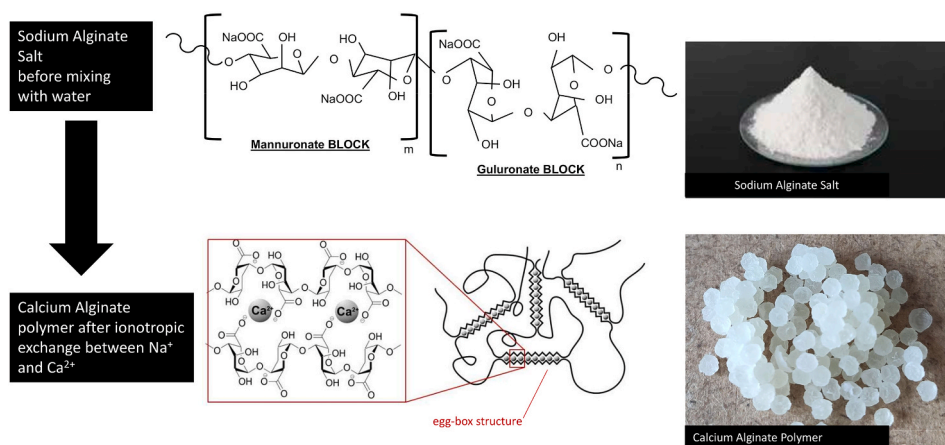 Sodium Alginate
Salt
before mixing
with water
NaOOC
OH
O
O
HO
HO
O
NaOOC
O
OH
O
Mannuronate BLOCK
m
NaOOC
O
OH
O
OH
O
OH
O
HO
OH
O
COONa
Guluronate BLOCK
n
Sodium Alginate Salt
Calcium Alginate
polymer after ionotropic
exchange between Na⁺
and Ca²⁺
Ca²⁺
Ca²⁺
egg-box structure
Calcium Alginate Polymer